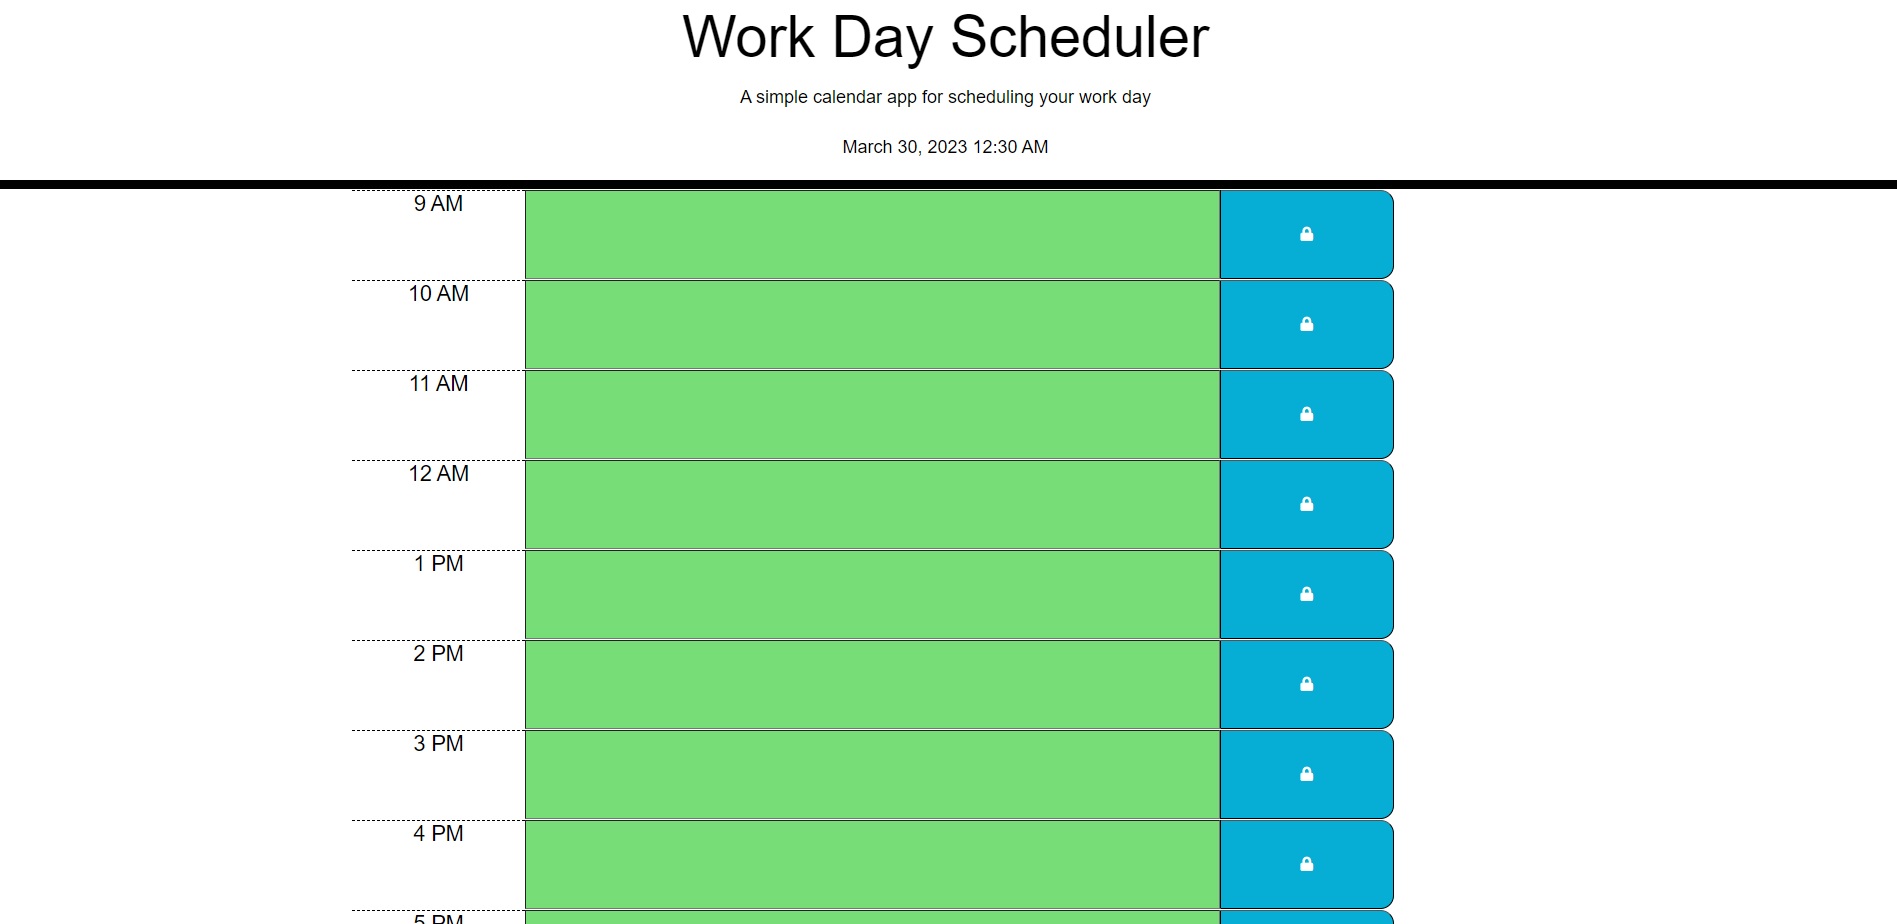 Work Day Scheduler
A simple calendar app for scheduling your work day
March 30, 2023 12:30 AM
9 AM
10 AM
11 AM
12 AM
1 PM
2 PM
3 PM
4 PM
5 PM